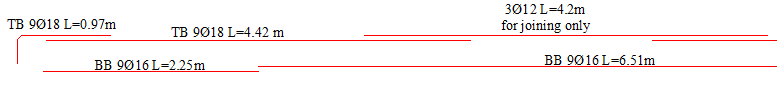 3Ø12 L=4.2m
for joining only
TB 9Ø18 L=0.97m
TB 9Ø18 L=4.42 m
BB 9Ø16 L=2.25m
BB 9Ø16 L=6.51m